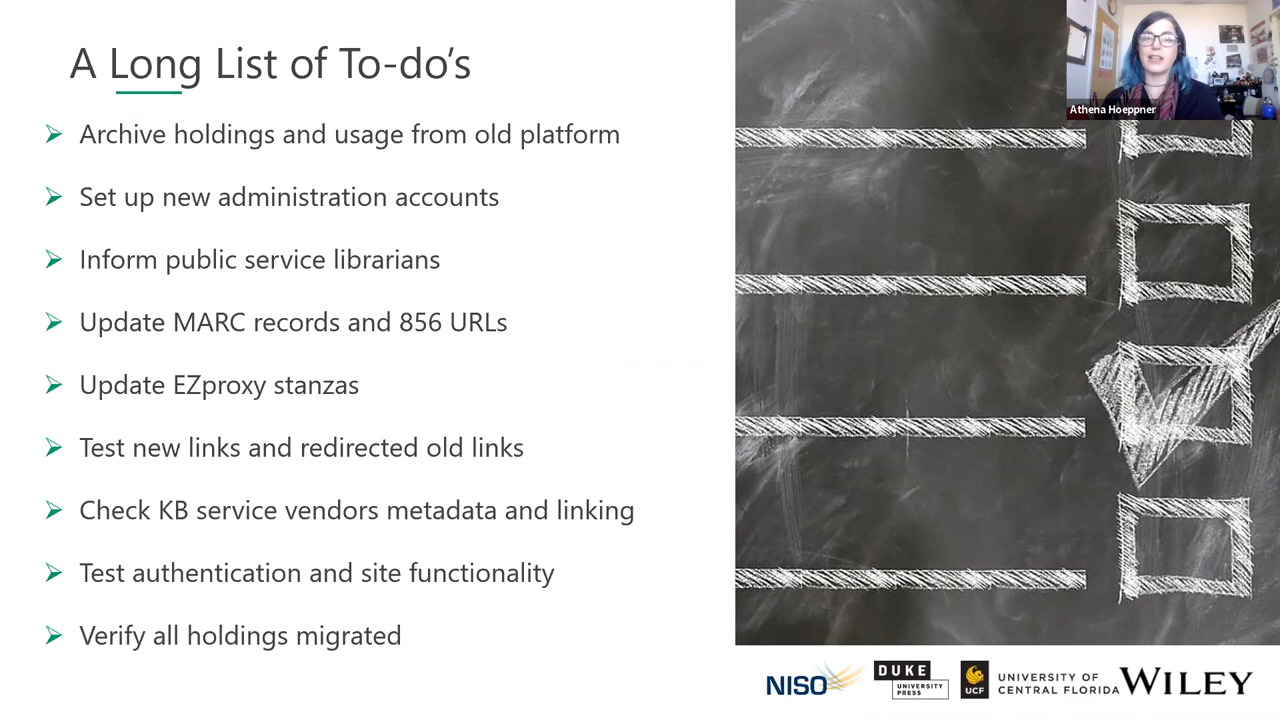 A Long List of To-do's
Archive holdings and usage from old platform
Set up new administration accounts
Inform public service librarians
Update MARC records and 856 URLs
Update EZproxy stanzas
Test new links and redirected old links
Check KB service vendors metadata and linking
Test authentication and site functionality
Verify all holdings migrated
Athena Hoeppner
NISO
DUKE
UNIVERSITY
PRESS
UCF
UNIVERSITY OF
CENTRAL FLORIDA
WILEY